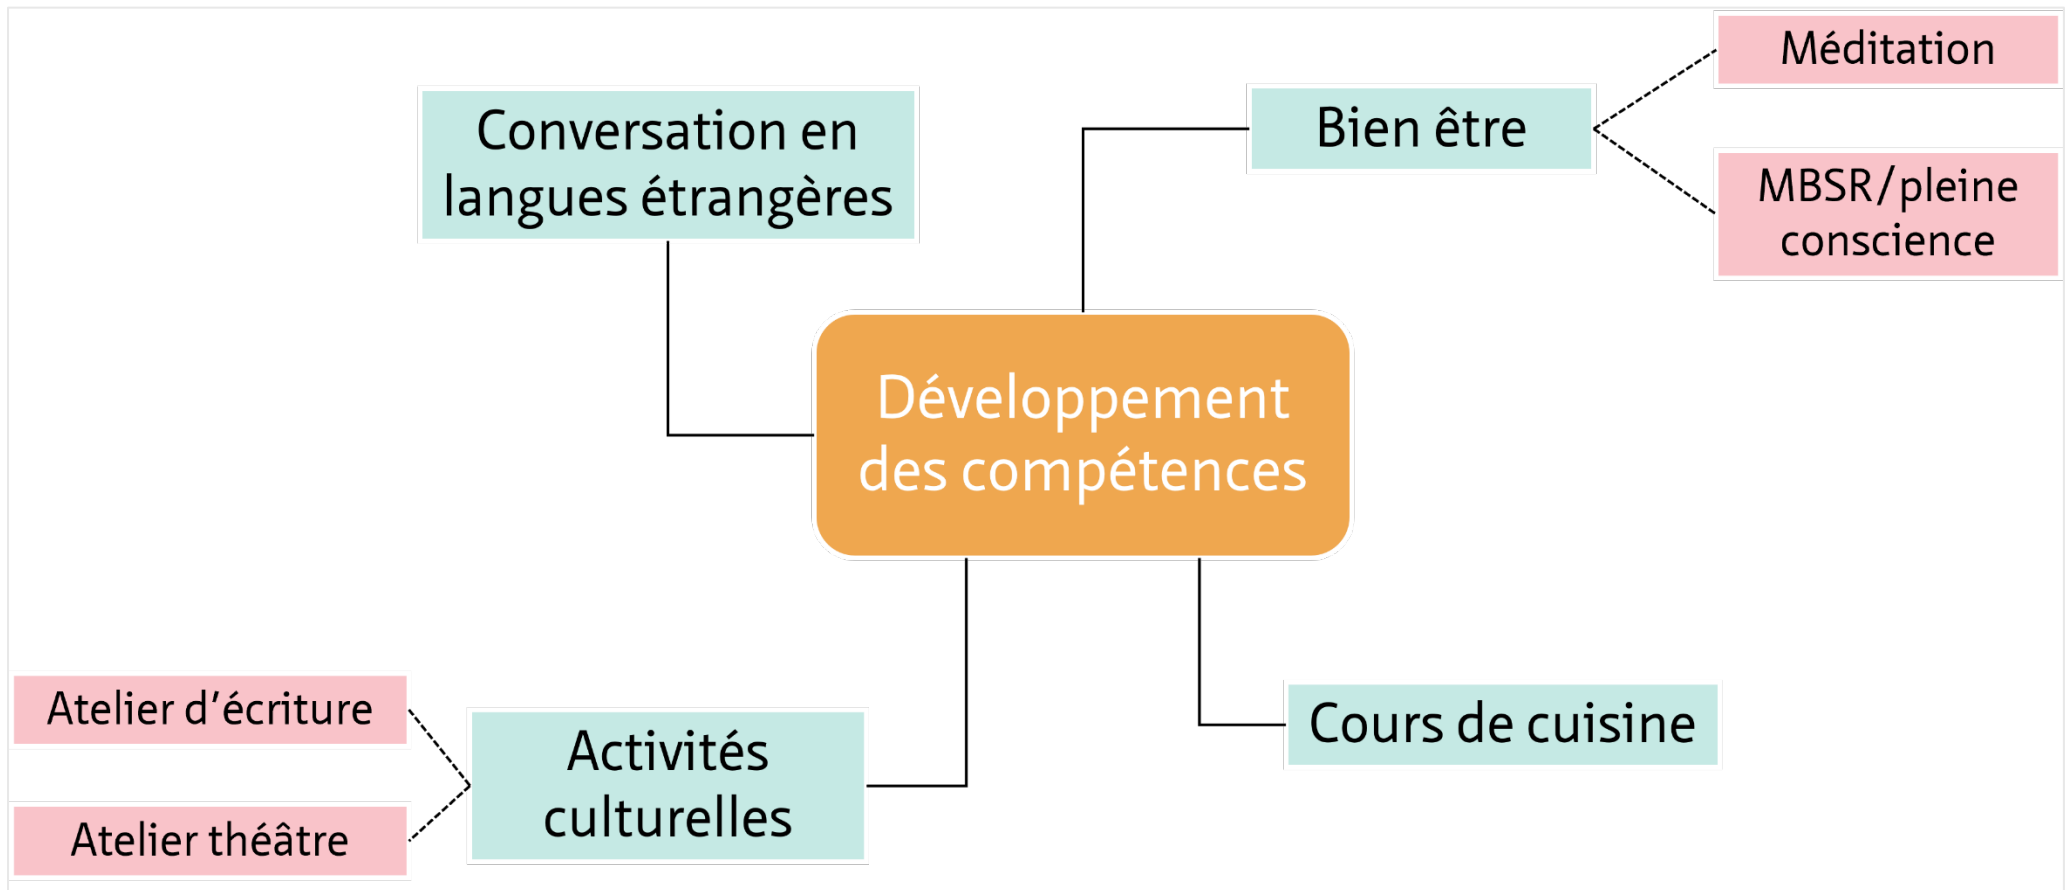 Conversation en
langues étrangères
Bien être
Méditation
MBSR/pleine
conscience
Développement
des compétences
Atelier d’écriture
Atelier théâtre
Activités
culturelles
Cours de cuisine